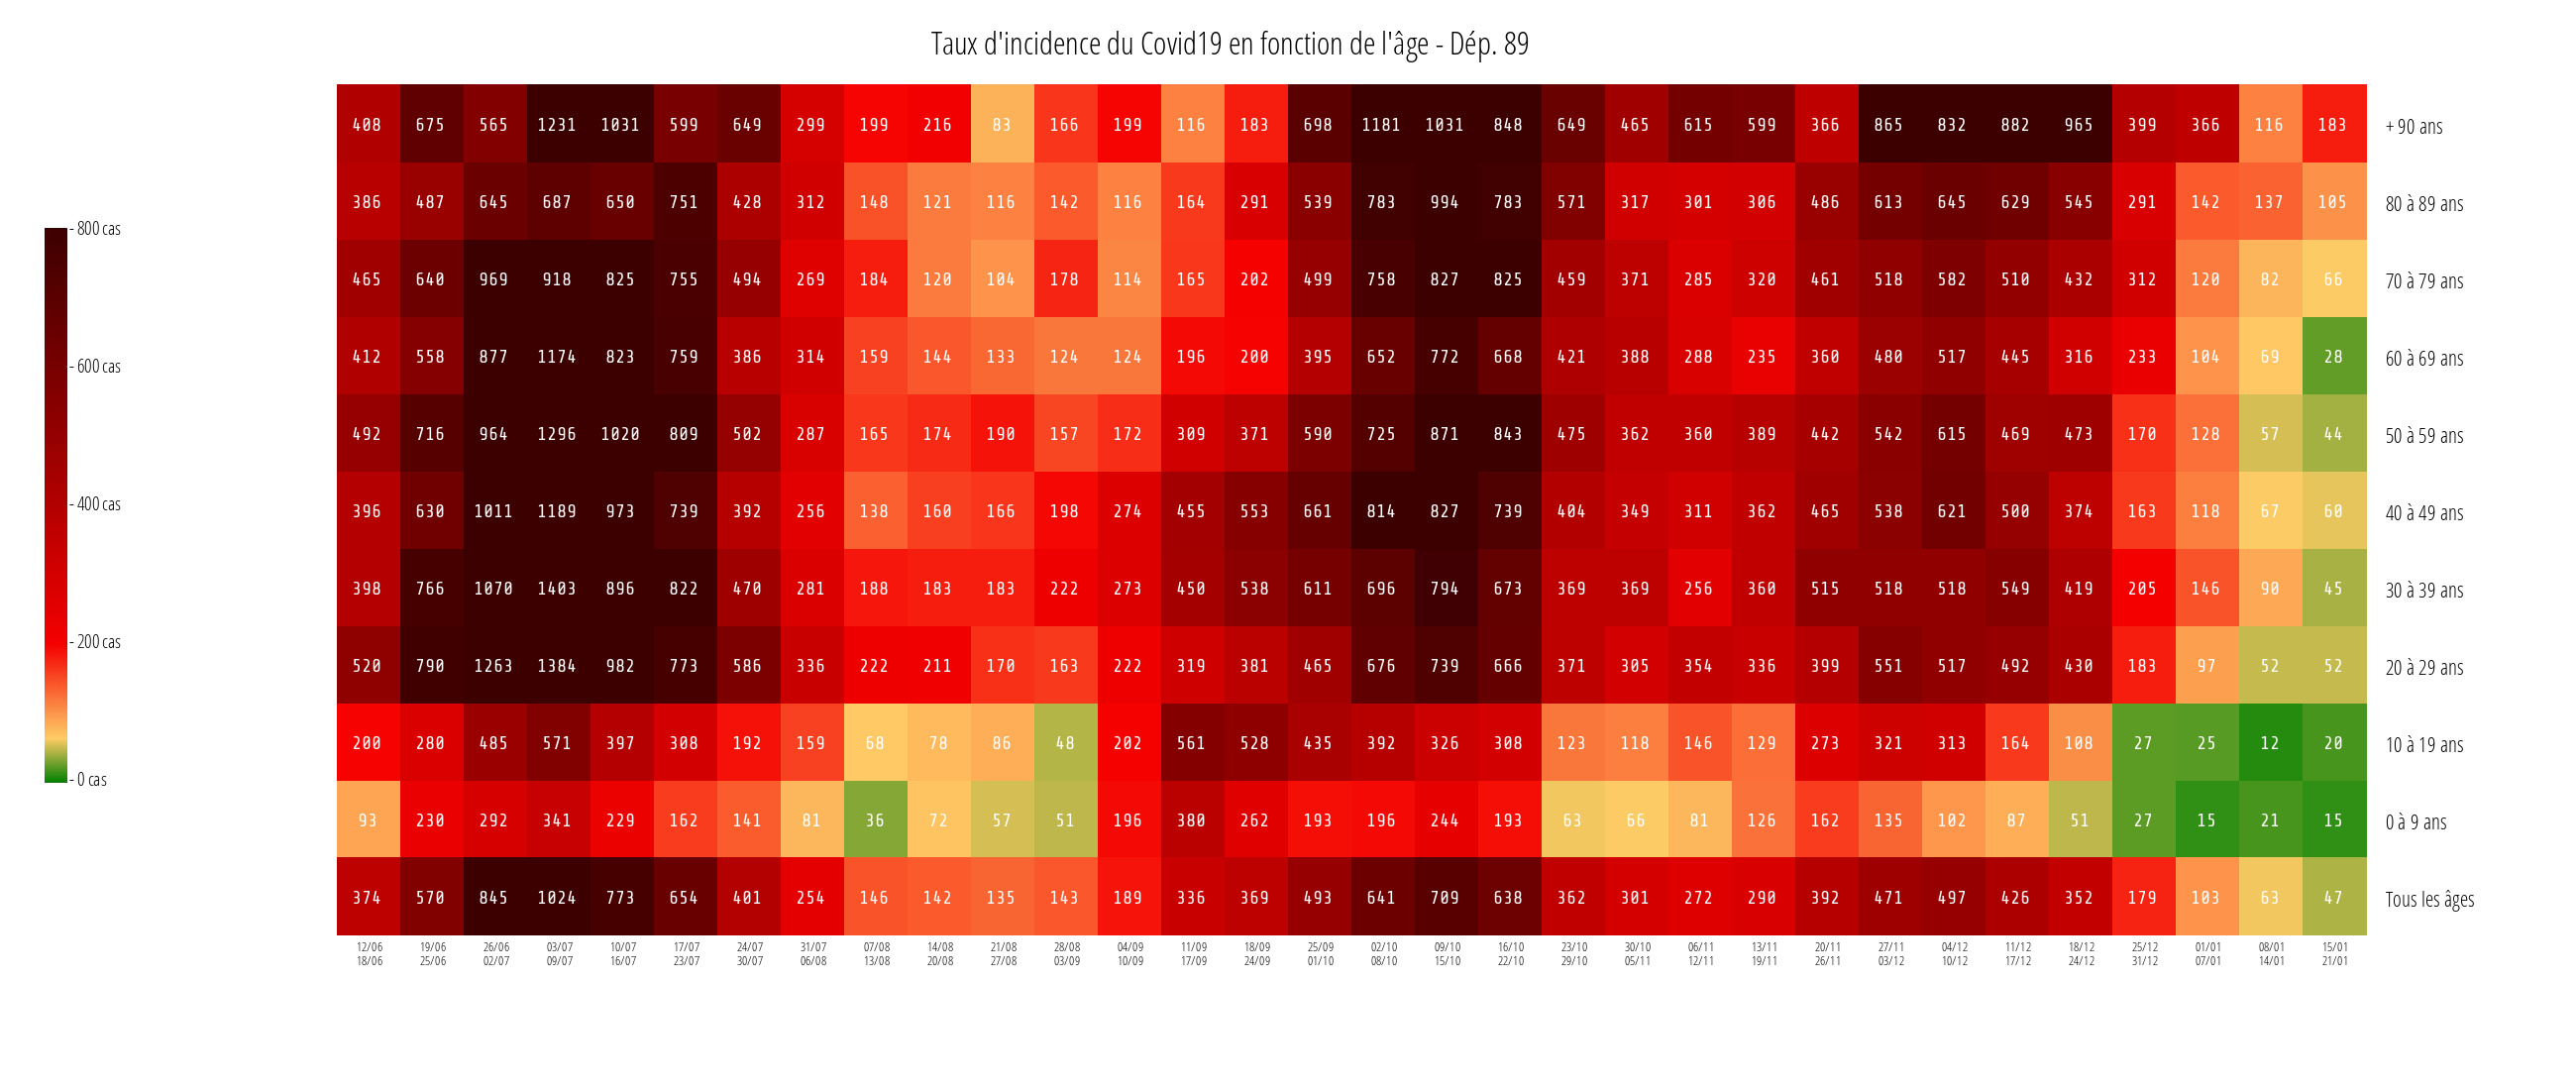 Taux d'incidence du Covid19 en fonction de l'âge - Dép. 89
- 800 cas
- 600 cas
- 400 cas
- 200 cas
- 0 cas
408 675 565 1231 1031 599 649 299 199 216 83 166 199 116 183 698 1181 1031 848 649 465 615 599 366 865 832 882 965 399 366 116 183 + 90 ans
386 487 645 687 650 751 428 312 148 121 116 142 116 164 291 539 783 994 783 571 317 301 306 486 613 645 629 545 291 142 137 105 80 à 89 ans
465 640 969 918 825 755 494 269 184 120 104 178 114 165 202 499 758 827 825 459 371 285 320 461 518 582 510 432 312 120 82 66 70 à 79 ans
412 558 877 1174 823 759 386 314 159 144 133 124 124 196 200 395 652 772 668 421 388 288 235 360 480 517 445 316 233 104 69 28 60 à 69 ans
492 716 964 1296 1020 809 502 287 165 174 190 157 172 309 371 590 725 871 843 475 362 360 389 442 542 615 469 473 170 128 57 44 50 à 59 ans
396 630 1011 1189 973 739 392 256 138 160 166 198 274 455 553 661 814 827 739 404 349 311 362 465 538 621 500 374 163 118 67 60 40 à 49 ans
398 766 1070 1403 896 822 470 281 188 183 183 222 273 450 538 611 696 794 673 369 369 256 360 515 518 518 549 419 205 146 90 45 30 à 39 ans
520 790 1263 1384 982 773 586 336 222 211 170 163 222 319 381 465 676 739 666 371 305 354 336 399 551 517 492 430 183 97 52 52 20 à 29 ans
200 280 485 571 397 308 192 159 68 78 86 48 202 561 528 435 392 326 308 123 118 146 129 273 321 313 164 108 27 25 12 20 10 à 19 ans
93 230 292 341 229 162 141 81 36 72 57 51 196 380 262 193 196 244 193 63 66 81 126 162 135 102 87 51 27 15 21 15 0 à 9 ans
374 570 845 1024 773 654 401 254 146 142 135 143 189 336 369 493 641 709 638 362 301 272 290 392 471 497 426 352 179 103 63 47 Tous les âges
12/06 19/06 26/06 03/07 10/07 17/07 24/07 31/07 07/08 14/08 21/08 28/08 04/09 11/09 18/09 25/09 02/10 09/10 16/10 23/10 30/10 06/11 13/11 20/11 27/11 04/12 11/12 18/12 25/12 01/01 08/01 15/01
18/06 25/06 02/07 09/07 16/07 23/07 30/07 06/08 13/08 20/08 27/08 03/09 10/09 17/09 24/09 01/10 08/10 15/10 22/10 29/10 05/11 12/11 19/11 26/11 03/12 10/12 17/12 24/12 31/12 07/01 14/01 21/01